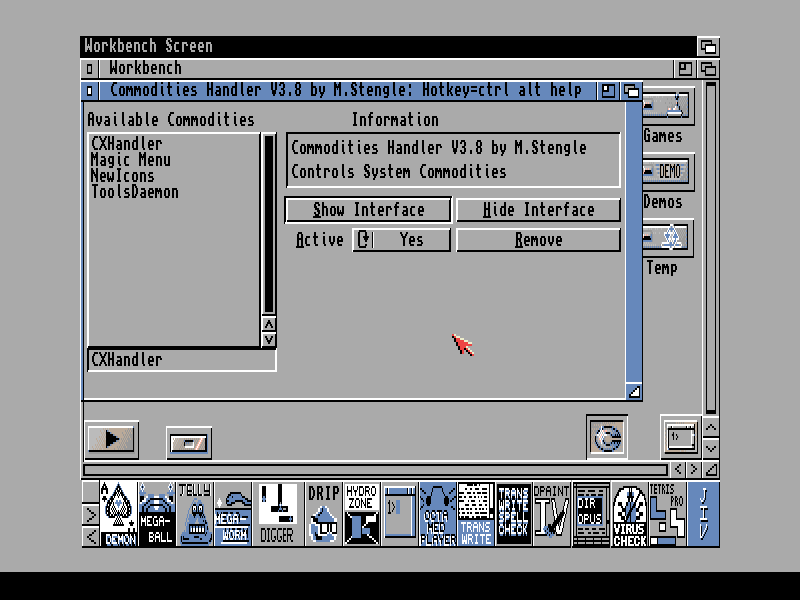 Workbench Screen
Workbench
Commodities Handler V3.8 by M.Stengle: Hotkey=ctrl alt help
Available Commodities
Information
CXHandler
Magic Menu
NewIcons
ToolsDaemon
Commodities Handler V3.8 by M.Stengle
Controls System Commodities
Show Interface
Hide Interface
Active
Yes
Remove
CXHandler
Games
DEMO
Demos
Temp
1>
A
DEMON
MEGA-
BALL
JELLY
MEGA-
WORM
DIGGER
DRIP
HYDRO
ZONE
1>
OCTA
MED
PLAYER
TRANS
WRITE
TRANS
WRITE
SPELL
CHECK
DPAINT
IV
DIR
OPUS
VIRUS
CHECK
TETRIS
PRO